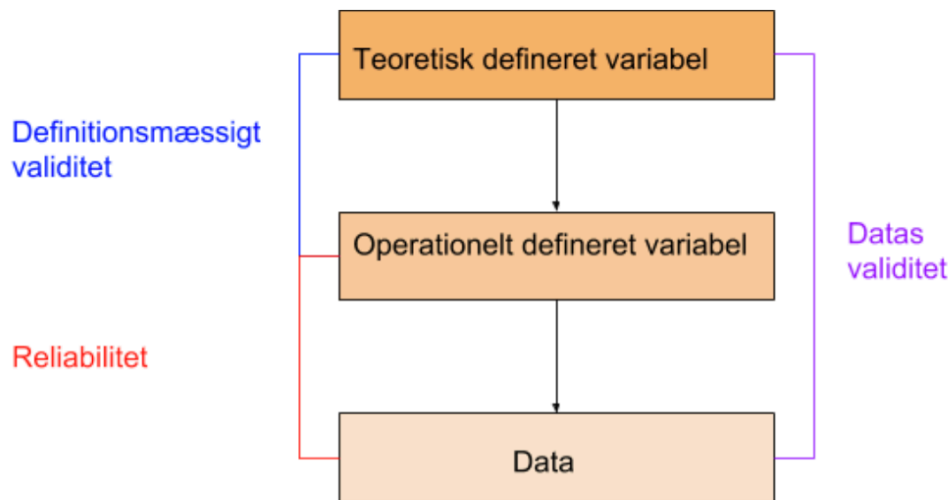 Teoretisk defineret variabel
Definitionsmæssigt
validitet
Operationelt defineret variabel
Datas
validitet
Reliabilitet
Data